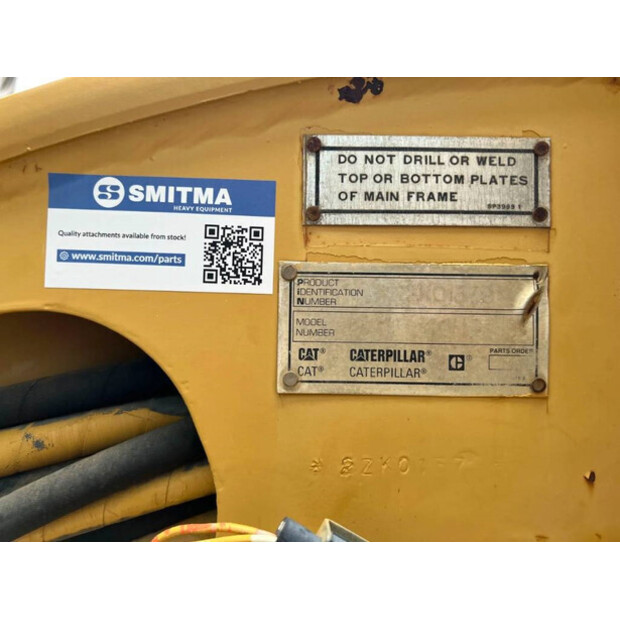 DO NOT DRILL OR WELD
TOP OR BOTTOM PLATES
OF MAIN FRAME
SMITMA
HEAVY EQUIPMENT
Quality attachments available from stock!
www.smitma.com/parts
PRODUCT
IDENTIFICATION
NUMBER
MODEL
NUMBER
CAT® CATERPILLAR®
CAT® CATERPILLAR®
PARTS ORDER